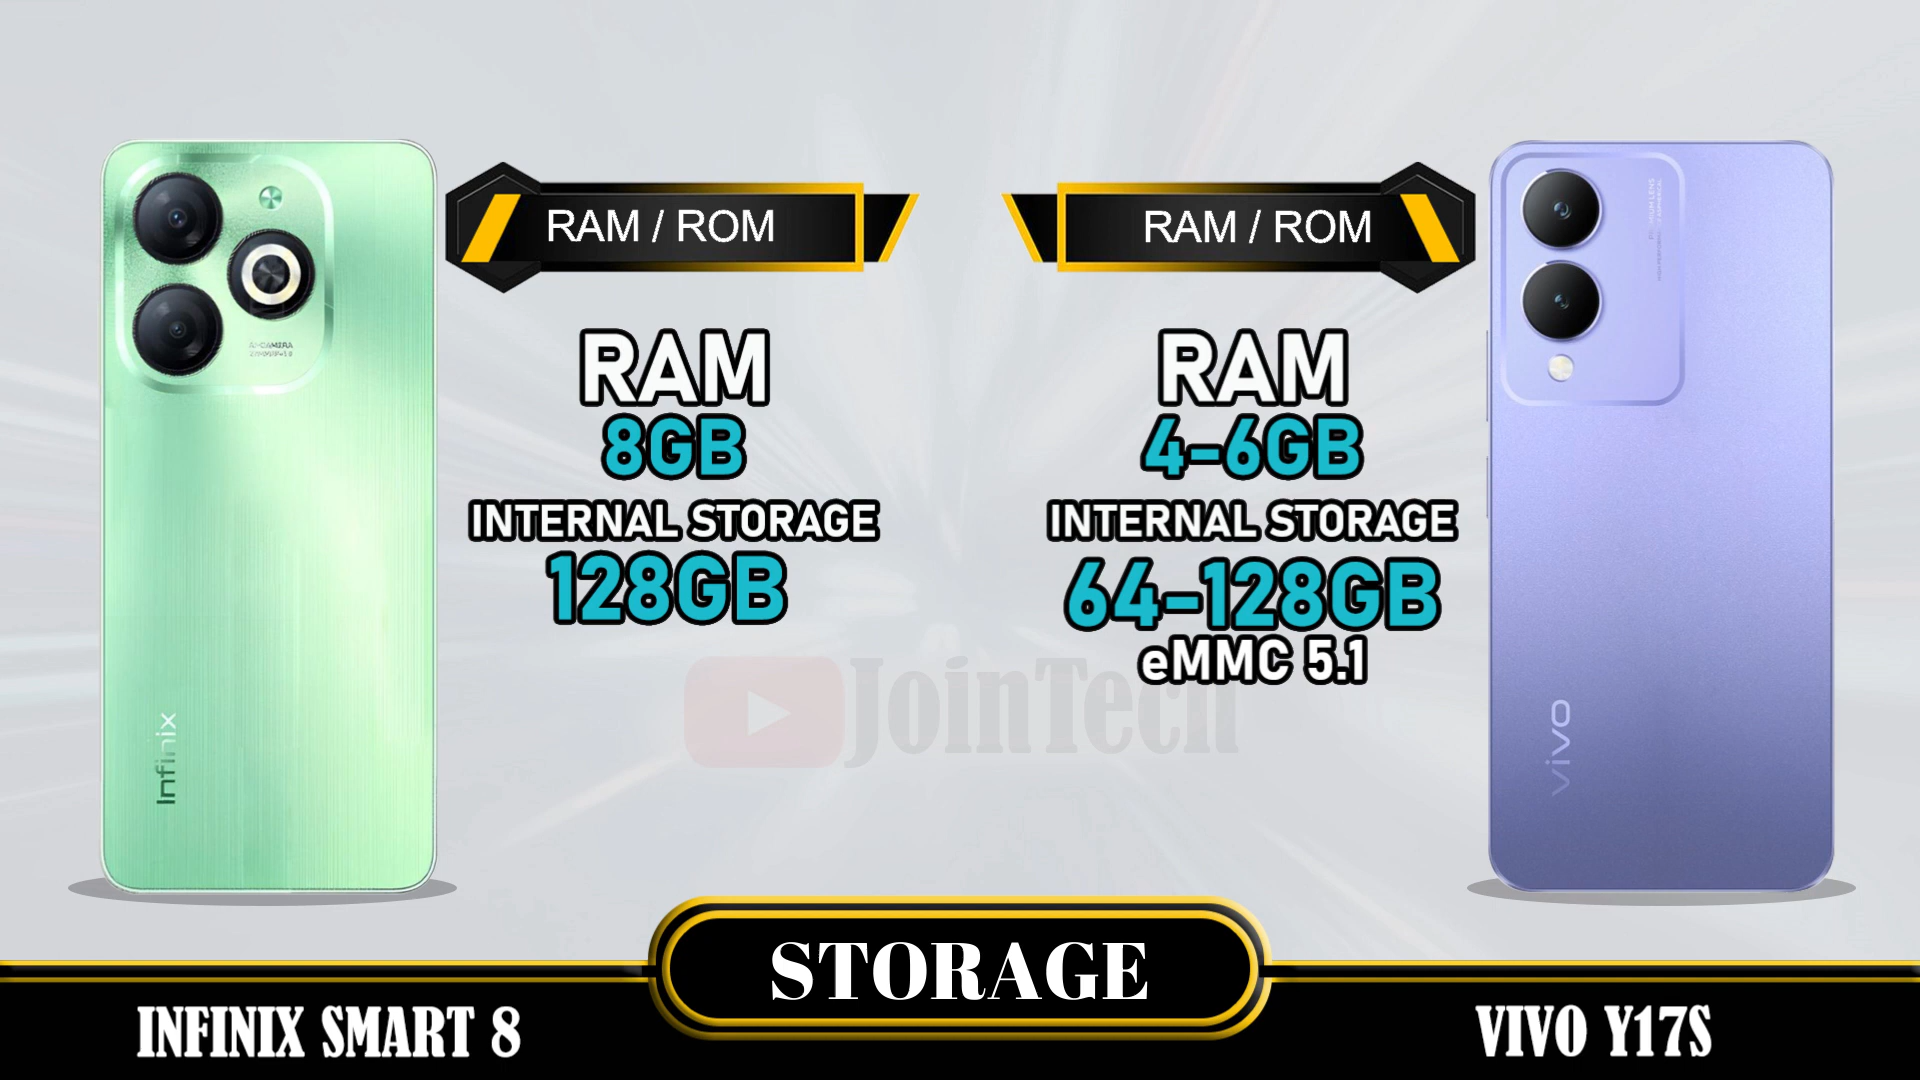 RAM / ROM
RAM
8GB
INTERNAL STORAGE
128GB
Infinix
RAM / ROM
RAM
4-6GB
INTERNAL STORAGE
64-128GB
eMMC 5.1
vivo
JoinTech
STORAGE
INFINIX SMART 8
VIVO Y17S